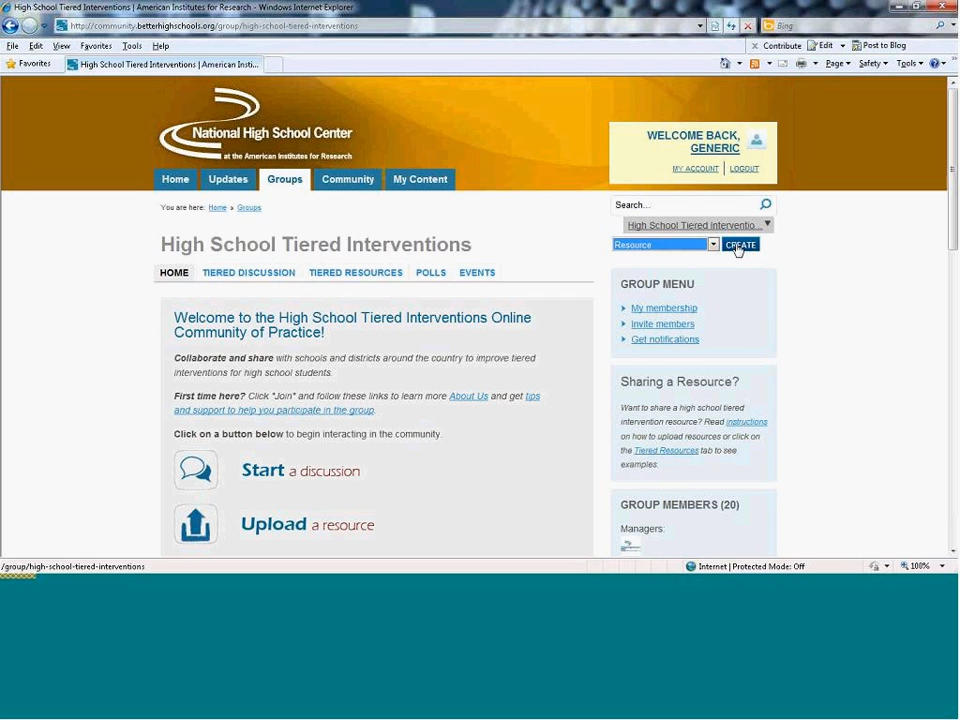 High School Tiered Interventions | American Institutes for Research - Windows Internet Explorer
http://community.betterhighschools.org/group/high-school-tiered-interventions
Bing
File Edit View Favorites Tools Help
x Contribute Edit Post to Blog
Favorites High School Tiered Interventions | American Insti...
Page Safety Tools
National High School Center
at the American Institutes for Research
WELCOME BACK,
GENERIC
MY ACCOUNT | LOGOUT
Home Updates Groups Community My Content
You are here: Home » Groups
Search...
High School Tiered Interventio...
Resource CREATE
High School Tiered Interventions
HOME TIERED DISCUSSION TIERED RESOURCES POLLS EVENTS
Welcome to the High School Tiered Interventions Online
Community of Practice!
Collaborate and share with schools and districts around the country to improve tiered
interventions for high school students.
First time here? Click "Join" and follow these links to learn more About Us and get tips
and support to help you participate in the group.
Click on a button below to begin interacting in the community.
Start a discussion
Upload a resource
GROUP MENU
My membership
Invite members
Get notifications
Sharing a Resource?
Want to share a high school tiered
intervention resource? Read instructions
on how to upload resources or click on
the Tiered Resources tab to see
examples.
GROUP MEMBERS (20)
Managers:
/group/high-school-tiered-interventions
Internet | Protected Mode: Off
100%